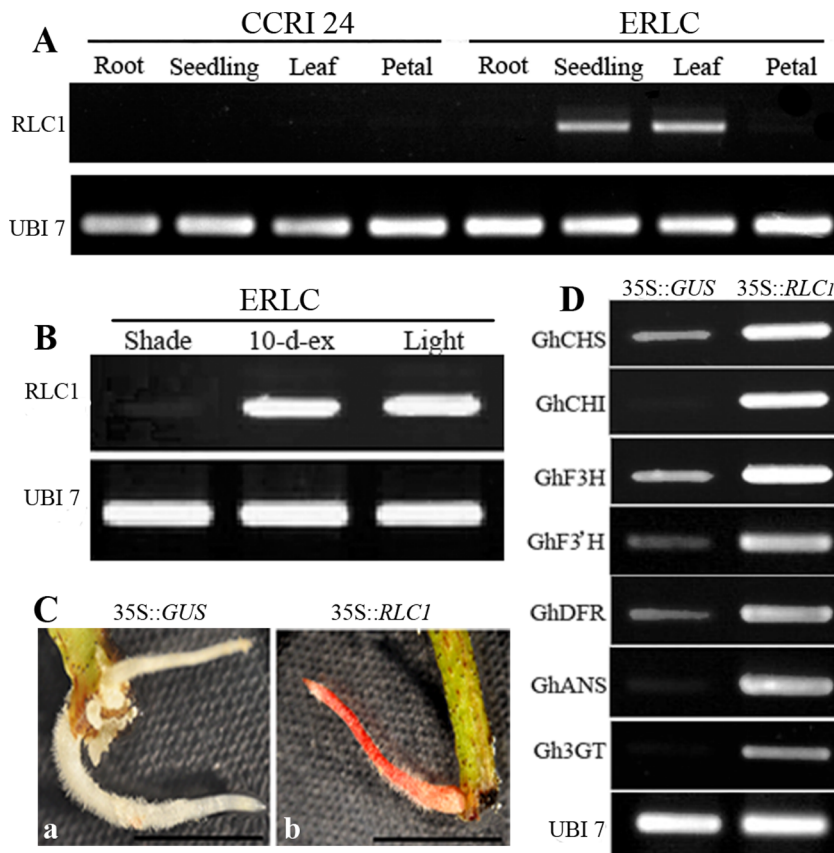 A
CCRI 24 ERLC
Root Seedling Leaf Petal Root Seedling Leaf Petal
RLC1
UBI 7
B
ERLC
Shade 10-d-ex Light
RLC1
UBI 7
C
35S::GUS 35S::RLC1
a b
D
35S::GUS 35S::RLC1
GhCHS
GhCHI
GhF3H
GhF3’H
GhDFR
GhANS
Gh3GT
UBI 7